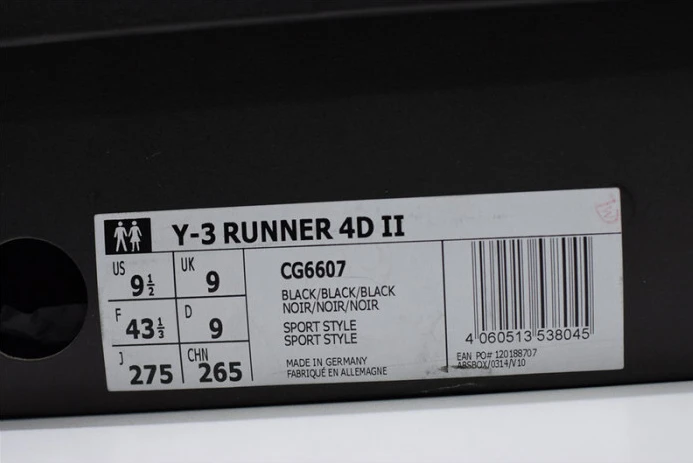 Y-3 RUNNER 4D II
US 9½
UK 9
F 43⅓
D 9
J 275
CHN 265
CG6607
BLACK/BLACK/BLACK
NOIR/NOIR/NOIR
SPORT STYLE
SPORT STYLE
MADE IN GERMANY
FABRIQUÉ EN ALLEMAGNE
4 060513 538045
EAN PO# 120188707
ABSBOX/0314/V10